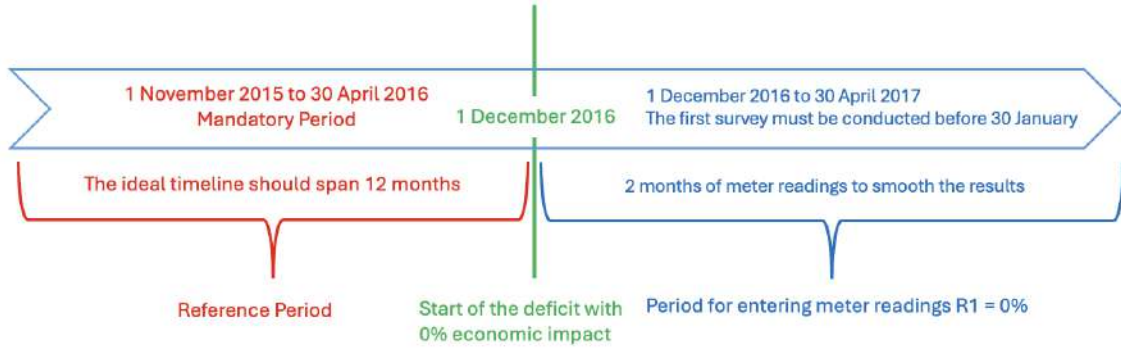 1 November 2015 to 30 April 2016
Mandatory Period
1 December 2016
1 December 2016 to 30 April 2017
The first survey must be conducted before 30 January
The ideal timeline should span 12 months
2 months of meter readings to smooth the results
Reference Period
Start of the deficit with
0% economic impact
Period for entering meter readings R1 = 0%